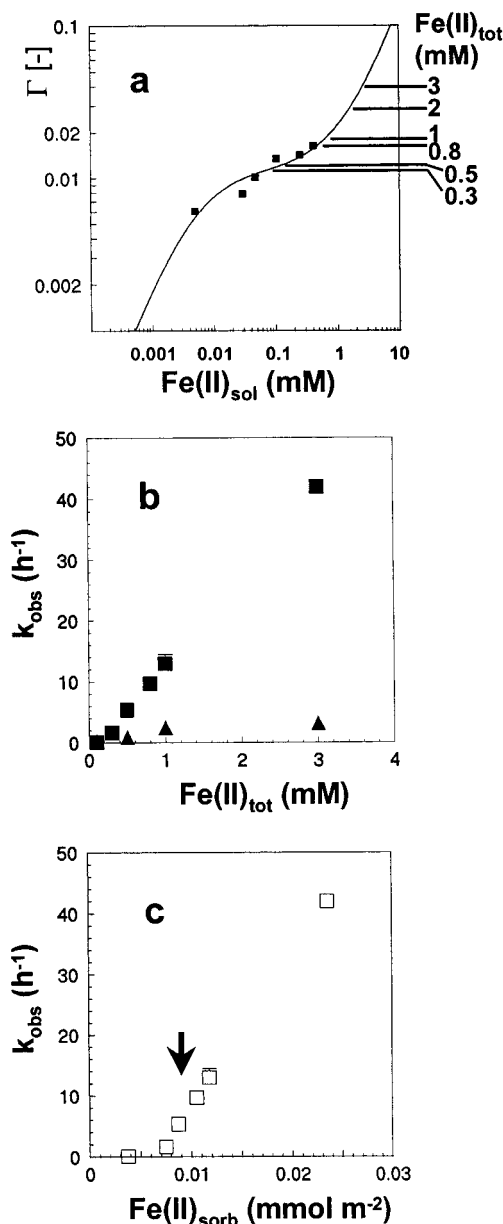 0.1
Fe(II)tot
(mM)
a
Γ [-]
3
2
0.02
1
0.8
0.01
0.5
0.3
0.002
0.001 0.01 0.1 1 10
Fe(II)sol (mM)
50
b
40
30
kobs (h-1)
20
10
0
0 1 2 3 4
Fe(II)tot (mM)
50
c
40
30
kobs (h-1)
20
10
0
0 0.01 0.02 0.03
Fe(II)sorb (mmol m-2)